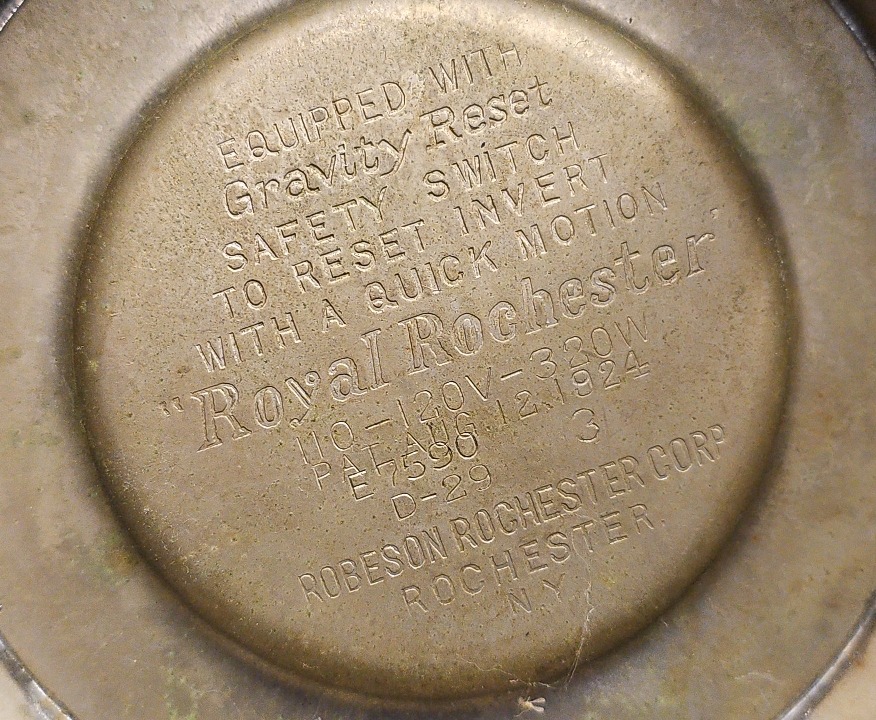 EQUIPPED WITH
Gravity Reset
SAFETY SWITCH
TO RESET INVERT
WITH A QUICK MOTION
"Royal Rochester"
110-120V-320W
PAT. AUG. 12. 1924
E 7590 3
D-29
ROBESON ROCHESTER CORP
ROCHESTER,
N.Y.